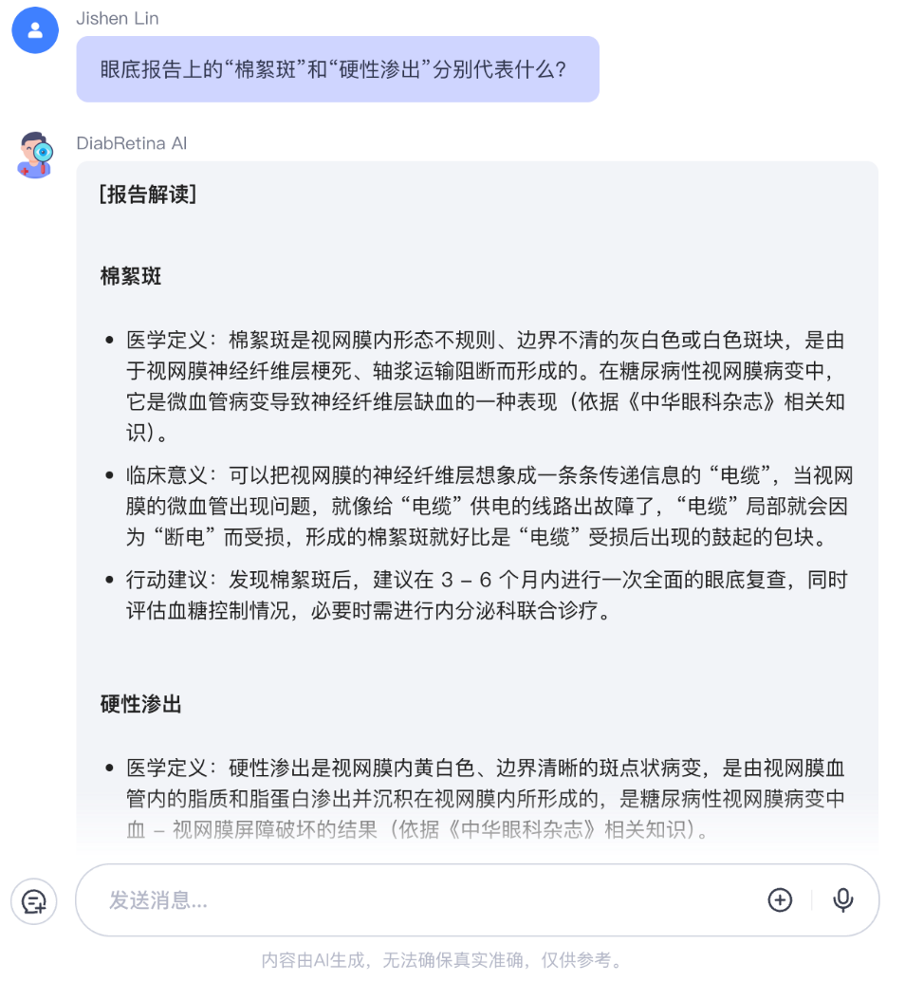 Jishen Lin
眼底报告上的“棉絮斑”和“硬性渗出”分别代表什么?
DiabRetina AI
[报告解读]
棉絮斑
• 医学定义：棉絮斑是视网膜内形态不规则、边界不清的灰白色或白色斑块，是由
于视网膜神经纤维层梗死、轴浆运输阻断而形成的。在糖尿病性视网膜病变中，
它是微血管病变导致神经纤维层缺血的一种表现（依据《中华眼科杂志》相关知
识）。
• 临床意义：可以把视网膜的神经纤维层想象成一条条传递信息的 “电缆”，当视网
膜的微血管出现问题，就像给 “电缆” 供电的线路出故障了，“电缆” 局部就会因
为 “断电” 而受损，形成的棉絮斑就好比是 “电缆” 受损后出现的鼓起的包块。
• 行动建议：发现棉絮斑后，建议在 3 – 6 个月内进行一次全面的眼底复查，同时
评估血糖控制情况，必要时需进行内分泌科联合诊疗。
硬性渗出
• 医学定义：硬性渗出是视网膜内黄白色、边界清晰的斑点状病变，是由视网膜血
管内的脂质和脂蛋白渗出并沉积在视网膜内所形成的，是糖尿病性视网膜病变中
血 – 视网膜屏障破坏的结果（依据《中华眼科杂志》相关知识）。
发送消息...
内容由AI生成，无法确保真实准确，仅供参考。